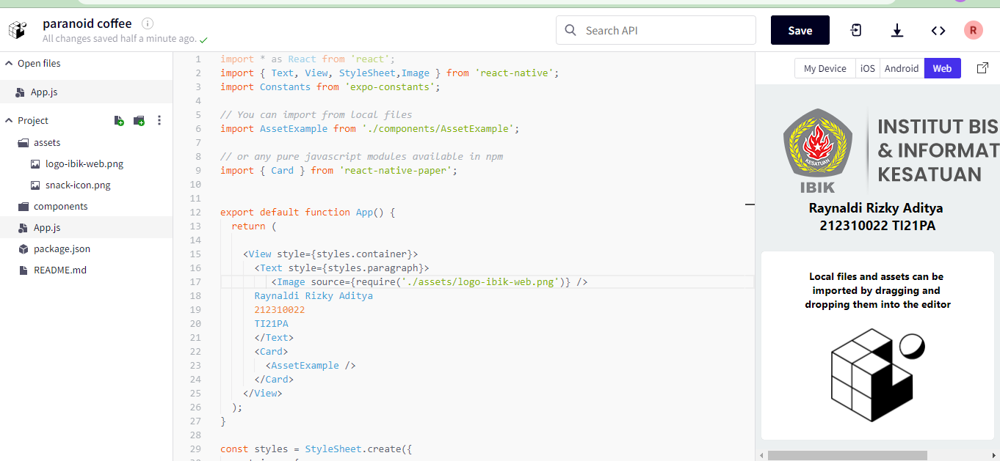 paranoid coffee
All changes saved half a minute ago.
Search API
Save
R
Open files
App.js
Project
assets
logo-ibik-web.png
snack-icon.png
components
App.js
package.json
README.md
1 import * as React from 'react';
2 import { Text, View, StyleSheet,Image } from 'react-native';
3 import Constants from 'expo-constants';
4
5 // You can import from local files
6 import AssetExample from './components/AssetExample';
7
8 // or any pure javascript modules available in npm
9 import { Card } from 'react-native-paper';
10
11
12 export default function App() {
13 return (
14
15 <View style={styles.container}>
16 <Text style={styles.paragraph}>
17 <Image source={require('./assets/logo-ibik-web.png')} />
18 Raynaldi Rizky Aditya
19 212310022
20 TI21PA
21 </Text>
22 <Card>
23 <AssetExample />
24 </Card>
25 </View>
26 );
27 }
28
29 const styles = StyleSheet.create({
My Device iOS Android Web
KESATUAN
IBIK
INSTITUT BIS
& INFORMAT
KESATUAN
Raynaldi Rizky Aditya
212310022 TI21PA
Local files and assets can be
imported by dragging and
dropping them into the editor